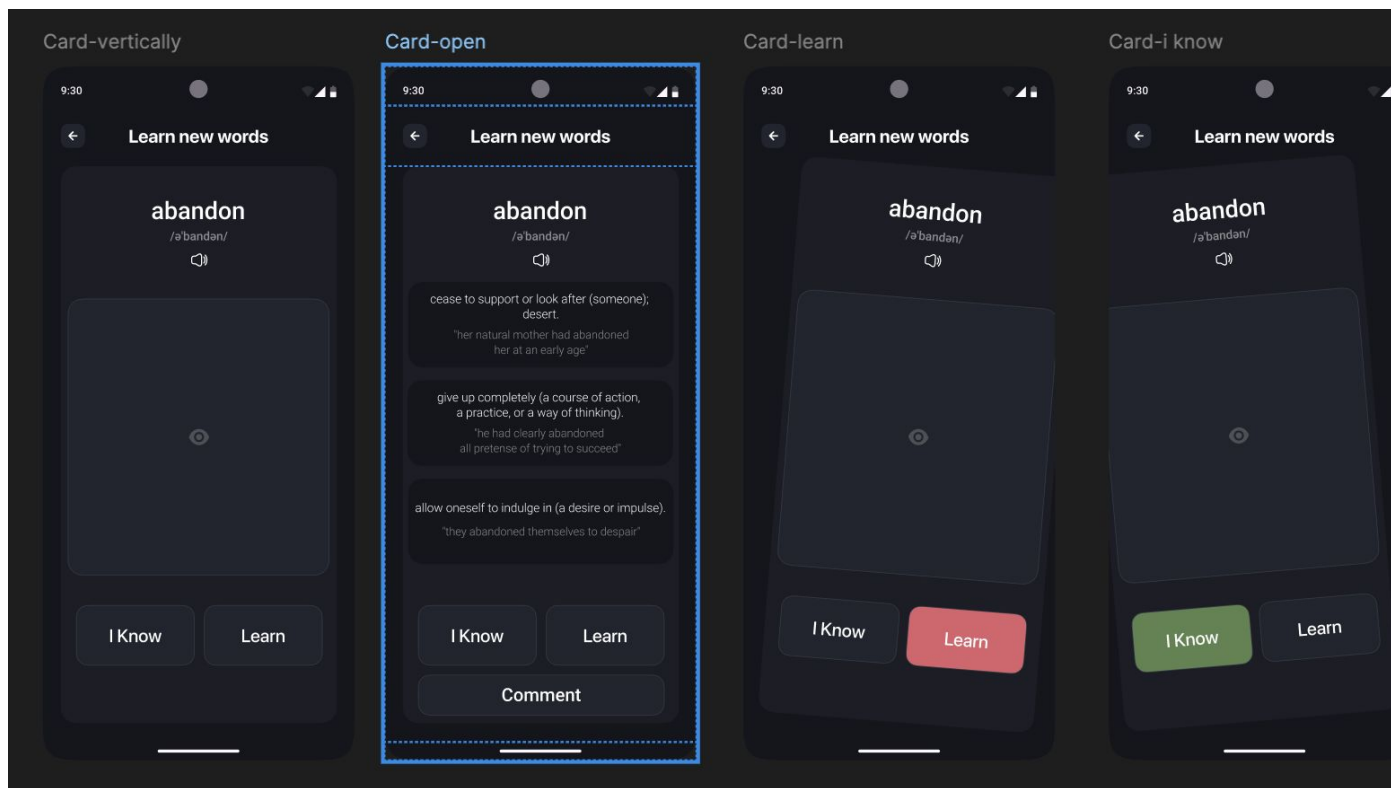 Card-vertically
9:30
Learn new words
abandon
/ə'bandən/
I Know
Learn
Card-open
9:30
Learn new words
abandon
/ə'bandən/
cease to support or look after (someone);
desert.
"her natural mother had abandoned
her at an early age"
give up completely (a course of action,
a practice, or a way of thinking).
"he had clearly abandoned
all pretense of trying to succeed"
allow oneself to indulge in (a desire or impulse).
"they abandoned themselves to despair"
I Know
Learn
Comment
Card-learn
9:30
Learn new words
abandon
/ə'bandən/
I Know
Learn
Card-i know
9:30
Learn new words
abandon
/ə'bandən/
I Know
Learn